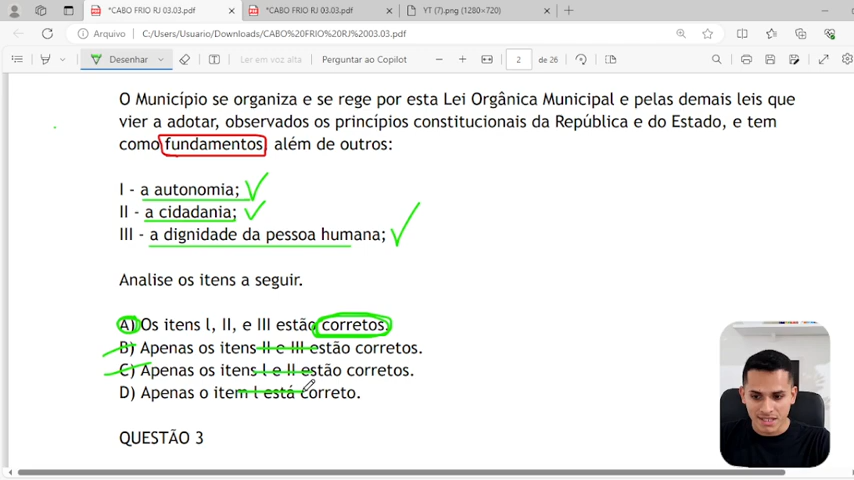 *CABO FRIO RJ 03.03.pdf
*CABO FRIO RJ 03.03.pdf
YT (7).png (1280×720)
Arquivo
C:/Users/Usuario/Downloads/CABO%20FRIO%20RJ%2003.03.pdf
Desenhar
Ler em voz alta
Perguntar ao Copilot
2
de 26
O Município se organiza e se rege por esta Lei Orgânica Municipal e pelas demais leis que
vier a adotar, observados os princípios constitucionais da República e do Estado, e tem
como fundamentos, além de outros:
I - a autonomia;
II - a cidadania;
III - a dignidade da pessoa humana;
Analise os itens a seguir.
A) Os itens l, II, e III estão corretos.
B) Apenas os itens II e III estão corretos.
C) Apenas os itens l e II estão corretos.
D) Apenas o item l está correto.
QUESTÃO 3